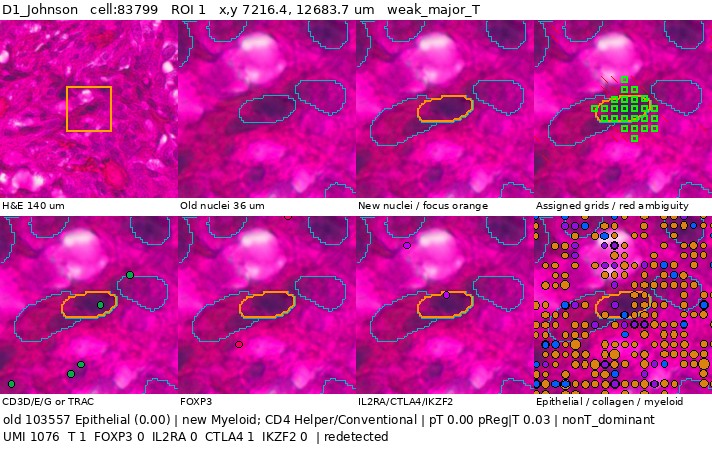 D1_Johnson cell:83799 ROI 1 x,y 7216.4, 12683.7 um weak_major_T
H&E 140 um
Old nuclei 36 um
New nuclei / focus orange
Assigned grids / red ambiguity
CD3D/E/G or TRAC
FOXP3
IL2RA/CTLA4/IKZF2
Epithelial / collagen / myeloid
old 103557 Epithelial (0.00) | new Myeloid; CD4 Helper/Conventional | pT 0.00 pReg|T 0.03 | nonT_dominant
UMI 1076 T 1 FOXP3 0 IL2RA 0 CTLA4 1 IKZF2 0 | redetected